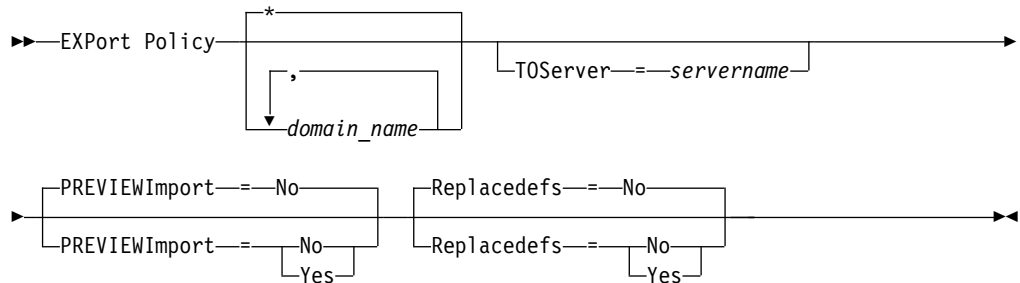 *
EXPort Policy
,
TOServer = servername
domain_name
PREVIEWImport = No Replacedefs = No
PREVIEWImport = No Replacedefs = No
Yes Yes